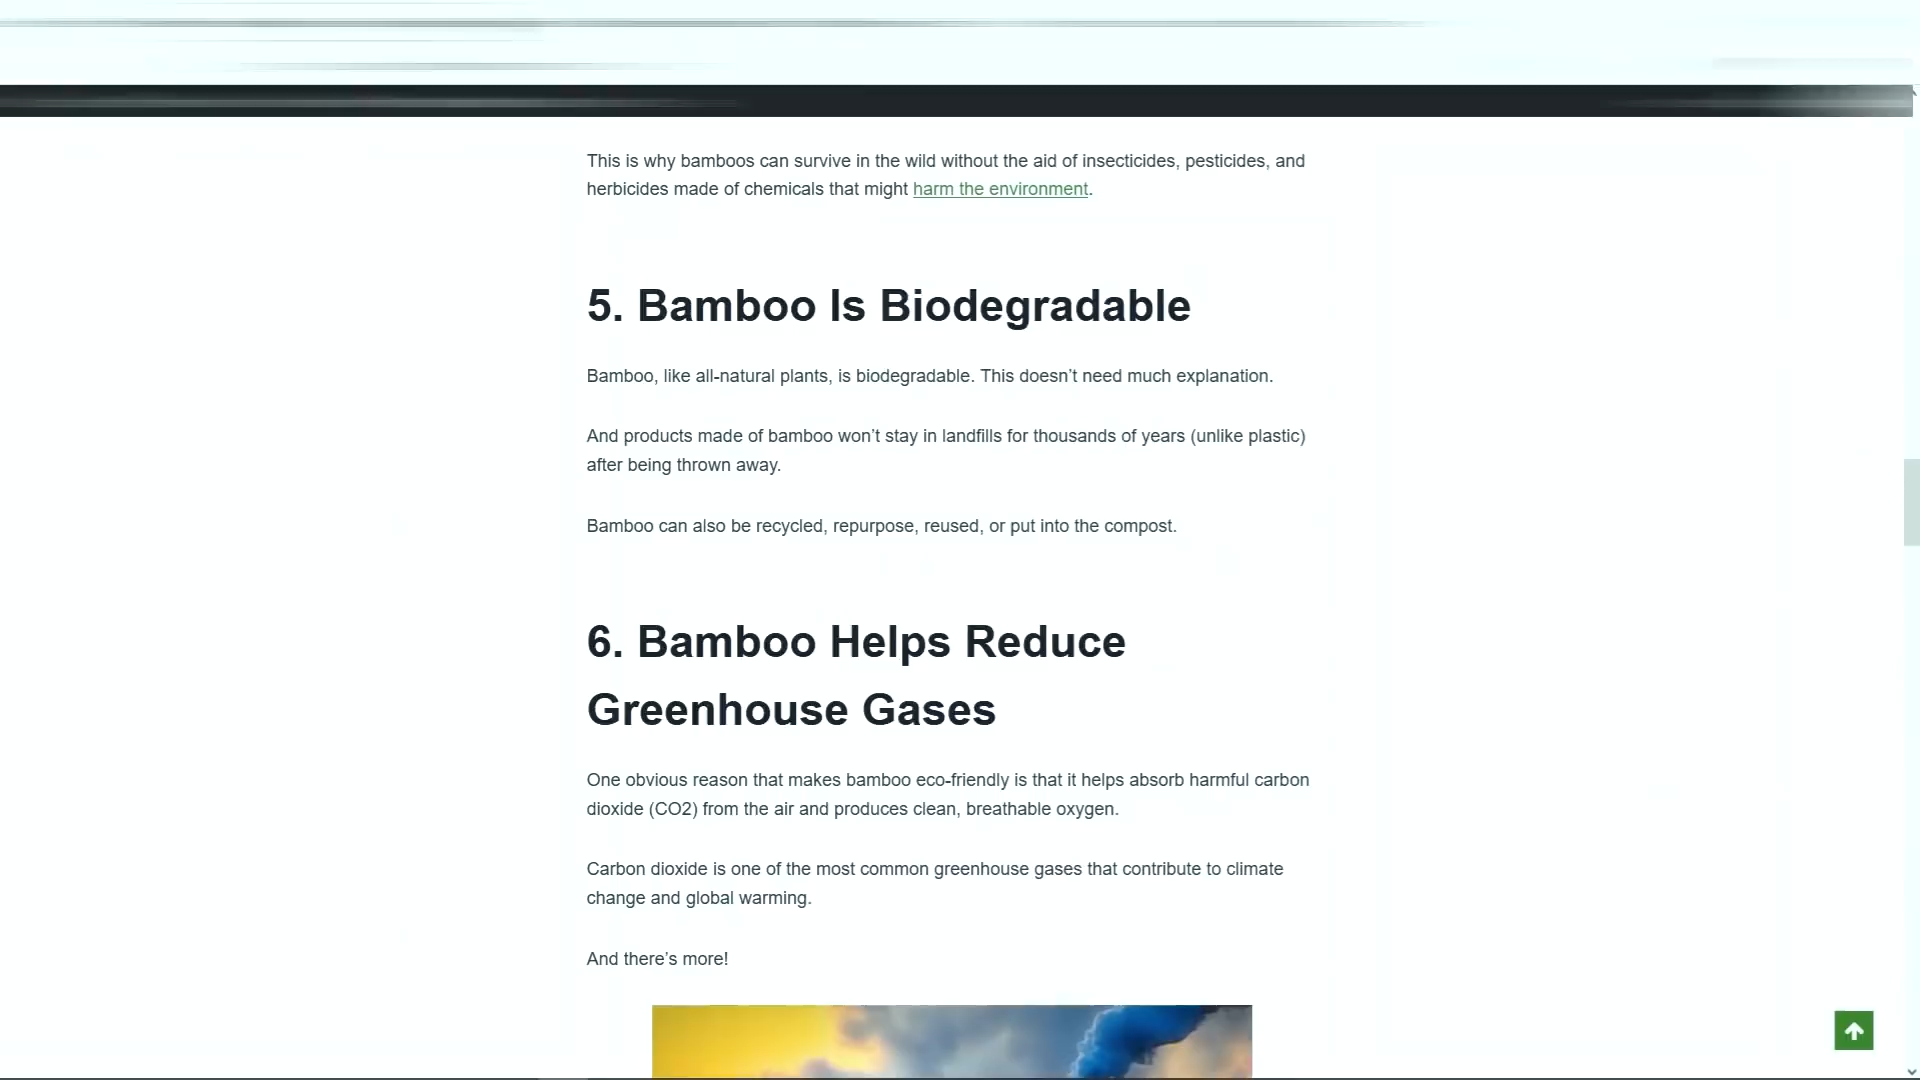 This is why bamboos can survive in the wild without the aid of insecticides, pesticides, and
herbicides made of chemicals that might harm the environment.
5. Bamboo Is Biodegradable
Bamboo, like all-natural plants, is biodegradable. This doesn’t need much explanation.
And products made of bamboo won’t stay in landfills for thousands of years (unlike plastic)
after being thrown away.
Bamboo can also be recycled, repurpose, reused, or put into the compost.
6. Bamboo Helps Reduce
Greenhouse Gases
One obvious reason that makes bamboo eco-friendly is that it helps absorb harmful carbon
dioxide (CO2) from the air and produces clean, breathable oxygen.
Carbon dioxide is one of the most common greenhouse gases that contribute to climate
change and global warming.
And there’s more!